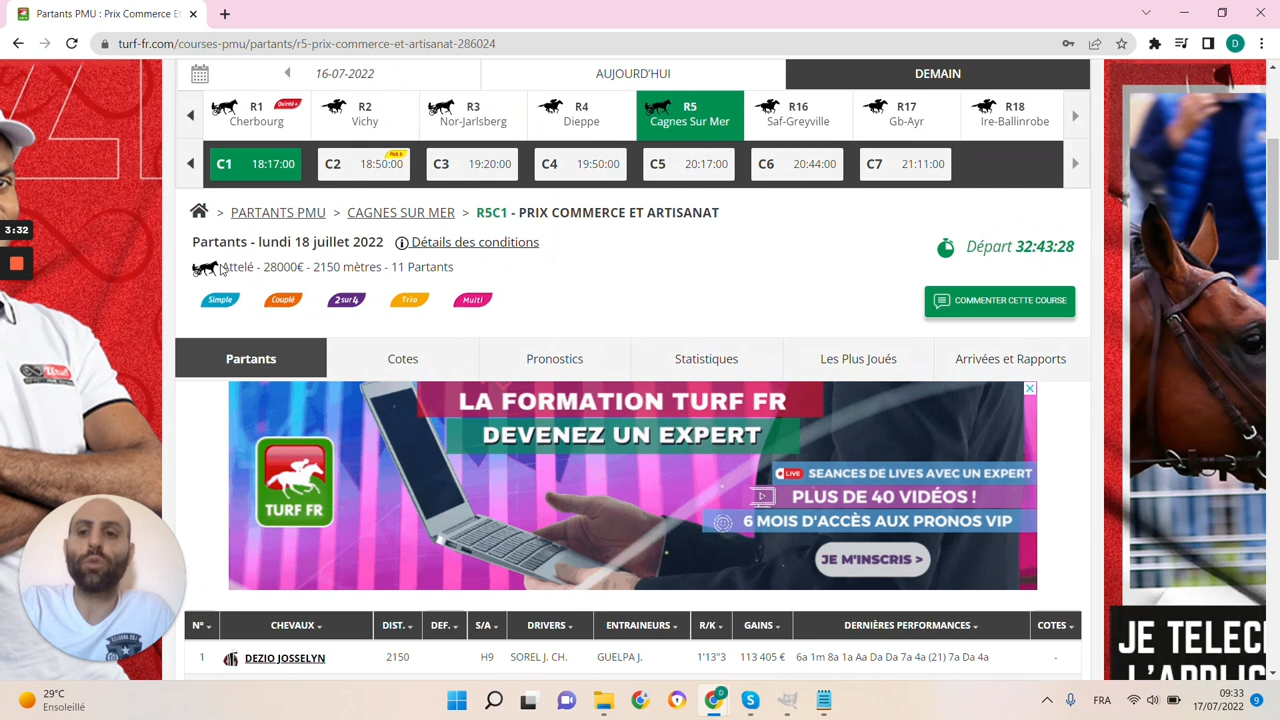 Partants PMU : Prix Commerce Et
turf-fr.com/courses-pmu/partants/r5-prix-commerce-et-artisanat-286024
16-07-2022 AUJOURD'HUI DEMAIN
R1 Quinté+ R2 R3 R4 R5 R16 R17 R18
Cherbourg Vichy Nor-Jarlsberg Dieppe Cagnes Sur Mer Saf-Greyville Gb-Ayr Ire-Ballinrobe
Pick 5
C1 18:17:00 C2 18:50:00 C3 19:20:00 C4 19:50:00 C5 20:17:00 C6 20:44:00 C7 21:11:00
> PARTANTS PMU > CAGNES SUR MER > R5C1 - PRIX COMMERCE ET ARTISANAT
3:32
Partants - lundi 18 juillet 2022 Détails des conditions
Départ 32:43:28
Attelé - 28000€ - 2150 mètres - 11 Partants
Simple Couplé 2sur4 Trio Multi
COMMENTER CETTE COURSE
Partants Cotes Pronostics Statistiques Les Plus Joués Arrivées et Rapports
LA FORMATION TURF FR
DEVENEZ UN EXPERT
LIVE SEANCES DE LIVES AVEC UN EXPERT
PLUS DE 40 VIDÉOS !
6 MOIS D'ACCÈS AUX PRONOS VIP
TURF FR
JE M'INSCRIS >
N° CHEVAUX DIST. DEF. S/A DRIVERS ENTRAINEURS R/K GAINS DERNIÈRES PERFORMANCES COTES
1 DEZIO JOSSELYN 2150 H9 SOREL J. CH. GUELPA J. 1'13"3 113 405 € 6a 1m 8a 1a Aa Da Da 7a 4a (21) 7a Da 4a -
JE TELEC
L'APPLIC
29°C
Ensoleillé
FRA
09:33
17/07/2022
9